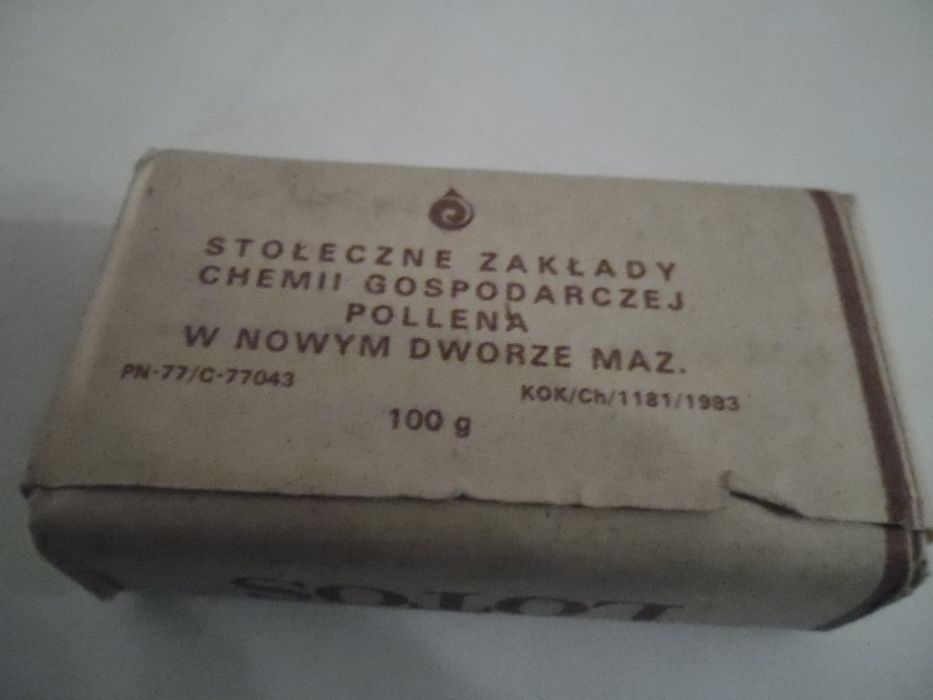 STOŁECZNE ZAKŁADY
CHEMII GOSPODARCZEJ
POLLENA
W NOWYM DWORZE MAZ.
PN-77/C-77043
KOK/Ch/1181/1983
100 g
LOTOS